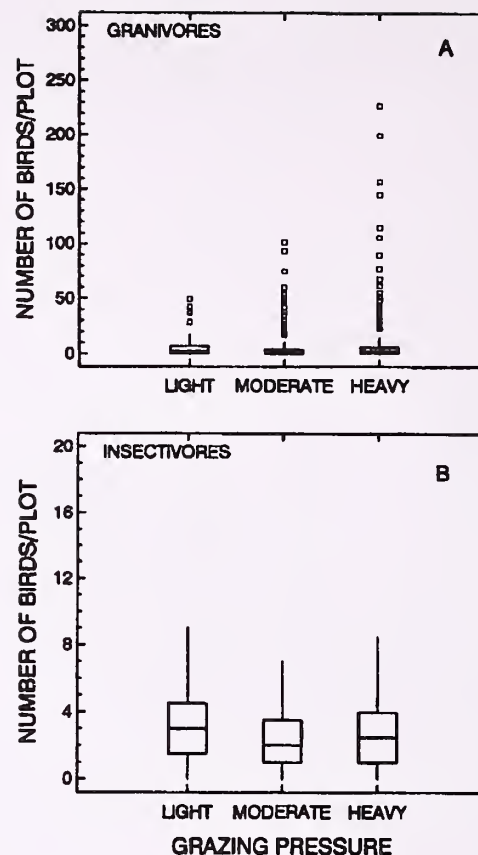 GRANIVORES
A
NUMBER OF BIRDS/PLOT
300
250
200
150
100
50
0
LIGHT MODERATE HEAVY
INSECTIVORES
B
NUMBER OF BIRDS/PLOT
20
16
12
8
4
0
LIGHT MODERATE HEAVY
GRAZING PRESSURE